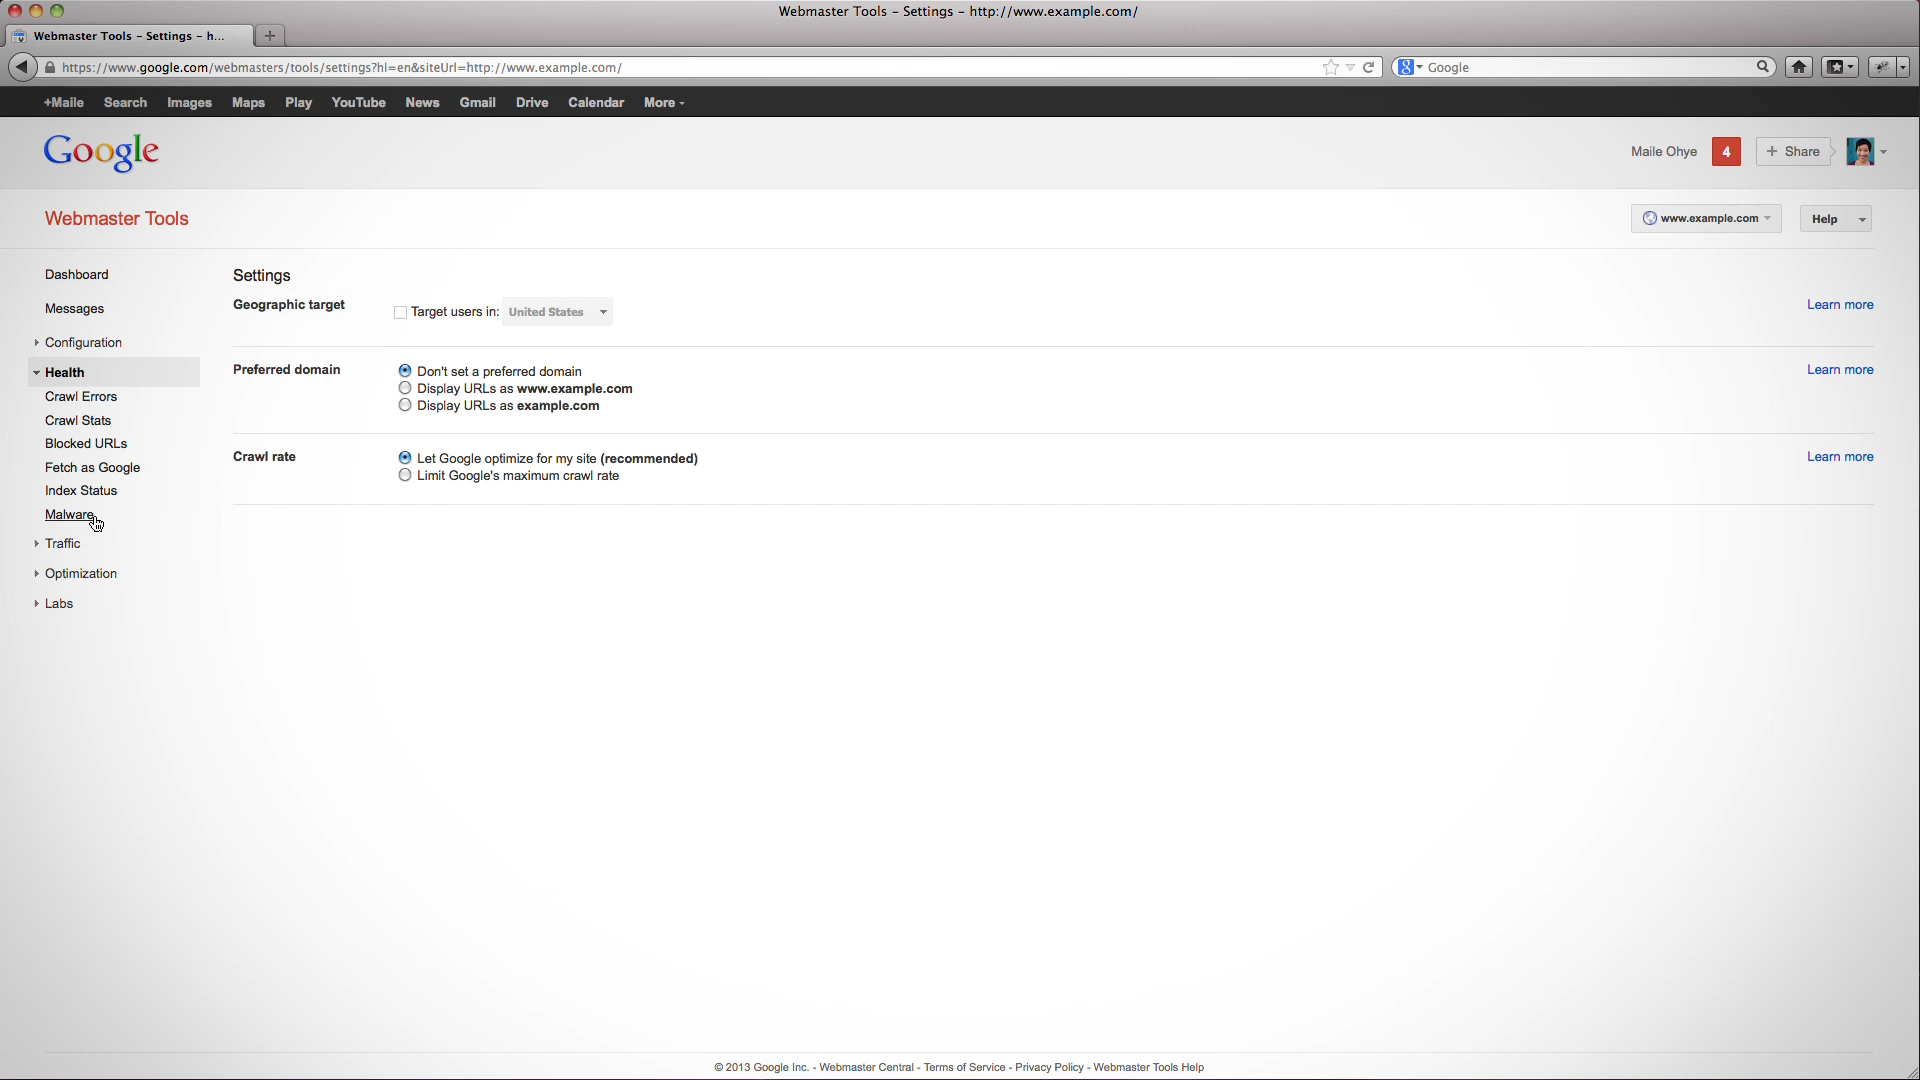 Webmaster Tools – Settings – http://www.example.com/
Webmaster Tools – Settings – h...
https://www.google.com/webmasters/tools/settings?hl=en&siteUrl=http://www.example.com/
Google
+Maile Search Images Maps Play YouTube News Gmail Drive Calendar More
Google
Maile Ohye 4 + Share
Webmaster Tools
www.example.com Help
Dashboard
Messages
Configuration
Health
Crawl Errors
Crawl Stats
Blocked URLs
Fetch as Google
Index Status
Malware
Traffic
Optimization
Labs
Settings
Geographic target Target users in: United States Learn more
Preferred domain Don't set a preferred domain Learn more
Display URLs as www.example.com
Display URLs as example.com
Crawl rate Let Google optimize for my site (recommended) Learn more
Limit Google's maximum crawl rate
© 2013 Google Inc. - Webmaster Central - Terms of Service - Privacy Policy - Webmaster Tools Help